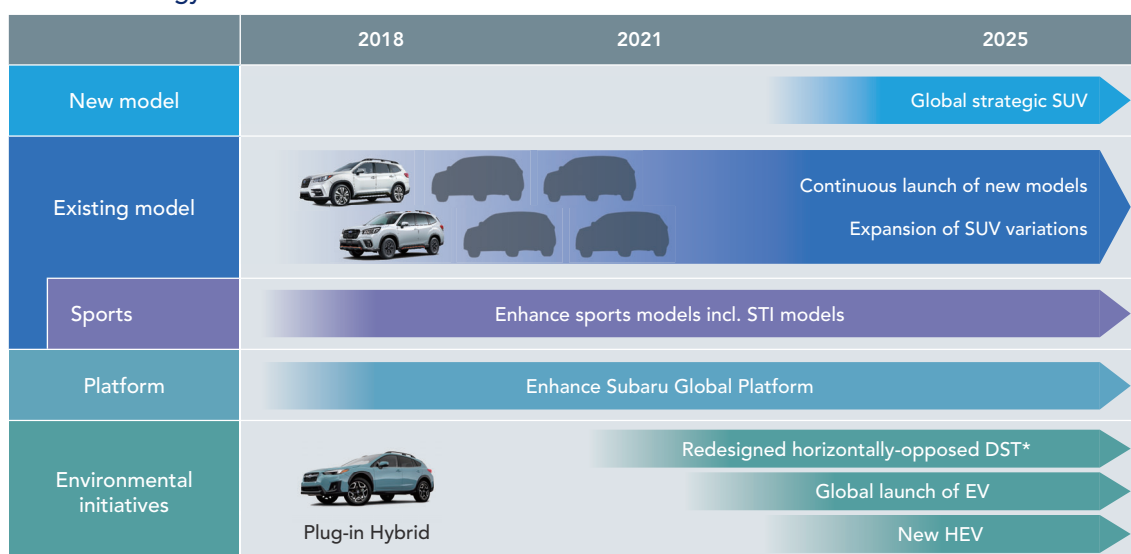 2018 2021 2025
New model
Global strategic SUV
Existing model
Continuous launch of new models
Expansion of SUV variations
Sports
Enhance sports models incl. STI models
Platform
Enhance Subaru Global Platform
Environmental
initiatives
Plug-in Hybrid
Redesigned horizontally-opposed DST*
Global launch of EV
New HEV